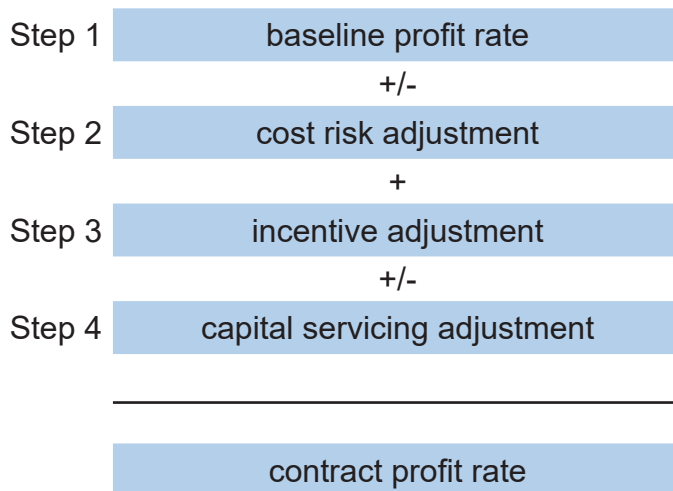 Step 1 baseline profit rate
+/-
Step 2 cost risk adjustment
+
Step 3 incentive adjustment
+/-
Step 4 capital servicing adjustment
contract profit rate